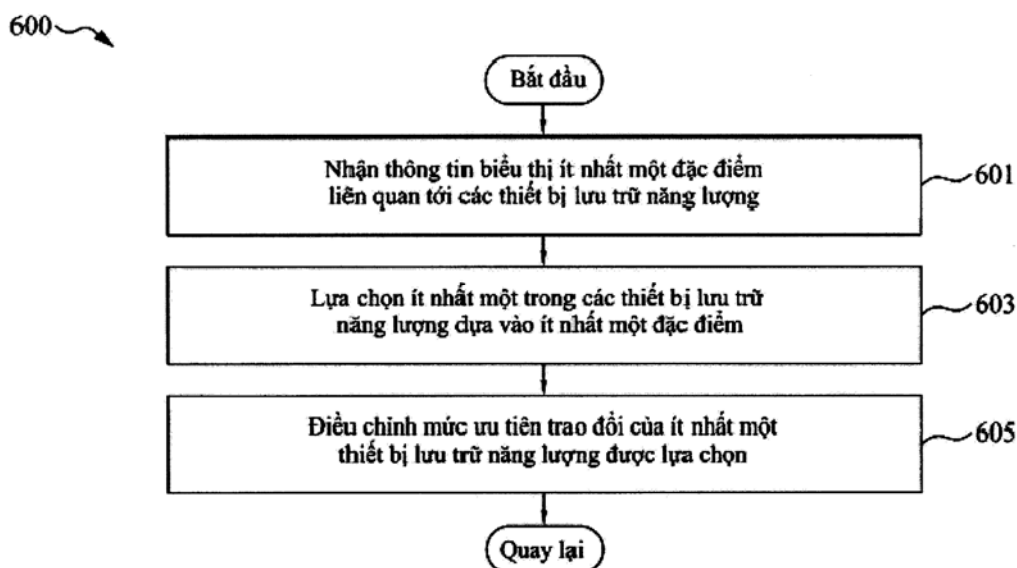 600
Bắt đầu
Nhận thông tin biểu thị ít nhất một đặc điểm
liên quan tới các thiết bị lưu trữ năng lượng
601
Lựa chọn ít nhất một trong các thiết bị lưu trữ
năng lượng dựa vào ít nhất một đặc điểm
603
Điều chỉnh mức ưu tiên trao đổi của ít nhất một
thiết bị lưu trữ năng lượng được lựa chọn
605
Quay lại